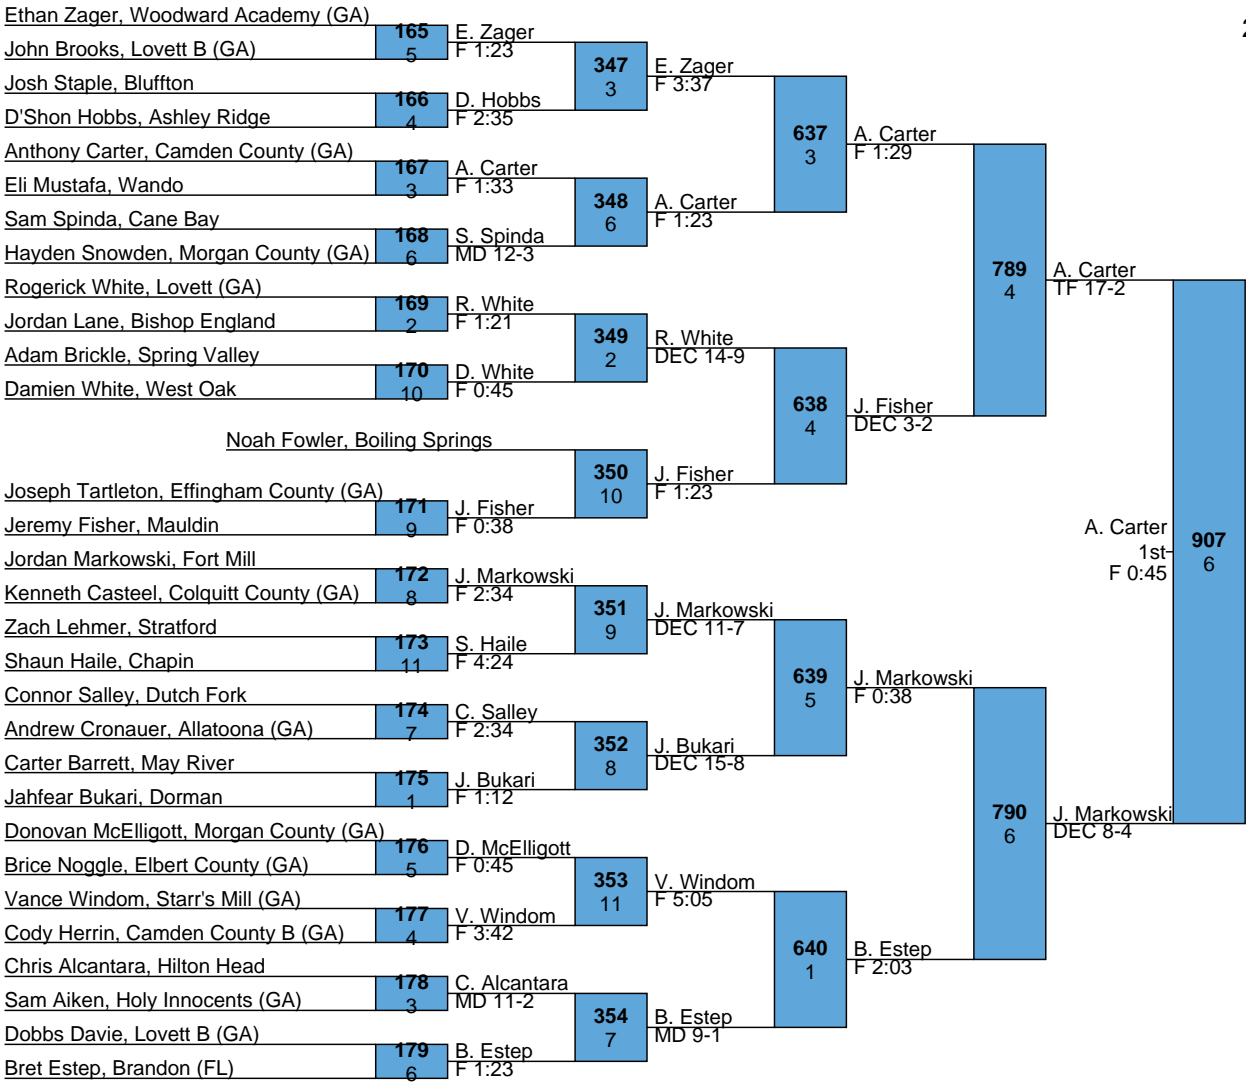 Ethan Zager, Woodward Academy (GA)
165
5
E. Zager
F 1:23
John Brooks, Lovett B (GA)
347
3
E. Zager
F 3:37
Josh Staple, Bluffton
166
4
D. Hobbs
F 2:35
D'Shon Hobbs, Ashley Ridge
637
3
A. Carter
F 1:29
Anthony Carter, Camden County (GA)
167
3
A. Carter
F 1:33
Eli Mustafa, Wando
348
6
A. Carter
F 1:23
Sam Spinda, Cane Bay
168
6
S. Spinda
MD 12-3
Hayden Snowden, Morgan County (GA)
789
4
A. Carter
TF 17-2
Rogerick White, Lovett (GA)
169
2
R. White
F 1:21
Jordan Lane, Bishop England
349
2
R. White
DEC 14-9
Adam Brickle, Spring Valley
170
10
D. White
F 0:45
Damien White, West Oak
638
4
J. Fisher
DEC 3-2
Noah Fowler, Boiling Springs
350
10
J. Fisher
F 1:23
Joseph Tartleton, Effingham County (GA)
171
9
J. Fisher
F 0:38
Jeremy Fisher, Mauldin
A. Carter
1st
F 0:45
907
6
Jordan Markowski, Fort Mill
172
8
J. Markowski
F 2:34
Kenneth Casteel, Colquitt County (GA)
351
9
J. Markowski
DEC 11-7
Zach Lehmer, Stratford
173
11
S. Haile
F 4:24
Shaun Haile, Chapin
639
5
J. Markowski
F 0:38
Connor Salley, Dutch Fork
174
7
C. Salley
F 2:34
Andrew Cronauer, Allatoona (GA)
352
8
J. Bukari
DEC 15-8
Carter Barrett, May River
175
1
J. Bukari
F 1:12
Jahfear Bukari, Dorman
790
6
J. Markowski
DEC 8-4
Donovan McElligott, Morgan County (GA)
176
5
D. McElligott
F 0:45
Brice Noggle, Elbert County (GA)
353
11
V. Windom
F 5:05
Vance Windom, Starr's Mill (GA)
177
4
V. Windom
F 3:42
Cody Herrin, Camden County B (GA)
640
1
B. Estep
F 2:03
Chris Alcantara, Hilton Head
178
3
C. Alcantara
MD 11-2
Sam Aiken, Holy Innocents (GA)
354
7
B. Estep
MD 9-1
Dobbs Davie, Lovett B (GA)
179
6
B. Estep
F 1:23
Bret Estep, Brandon (FL)